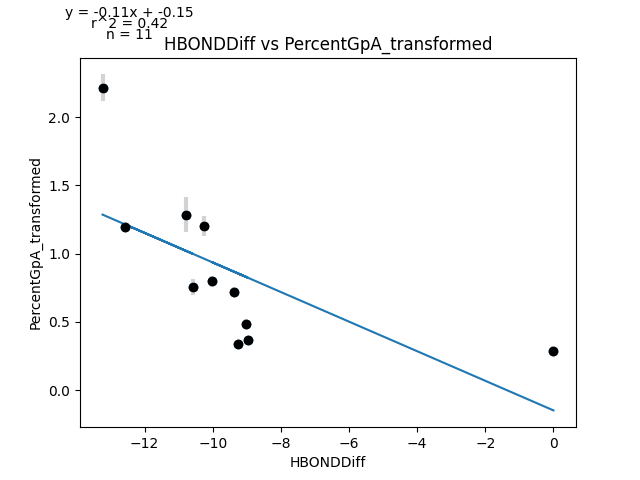 y = -0.11x + -0.15
r^2 = 0.42
n = 11
HBONDDiff vs PercentGpA_transformed
PercentGpA_transformed
2.0
1.5
1.0
0.5
0.0
−12
−10
−8
−6
−4
−2
0
HBONDDiff